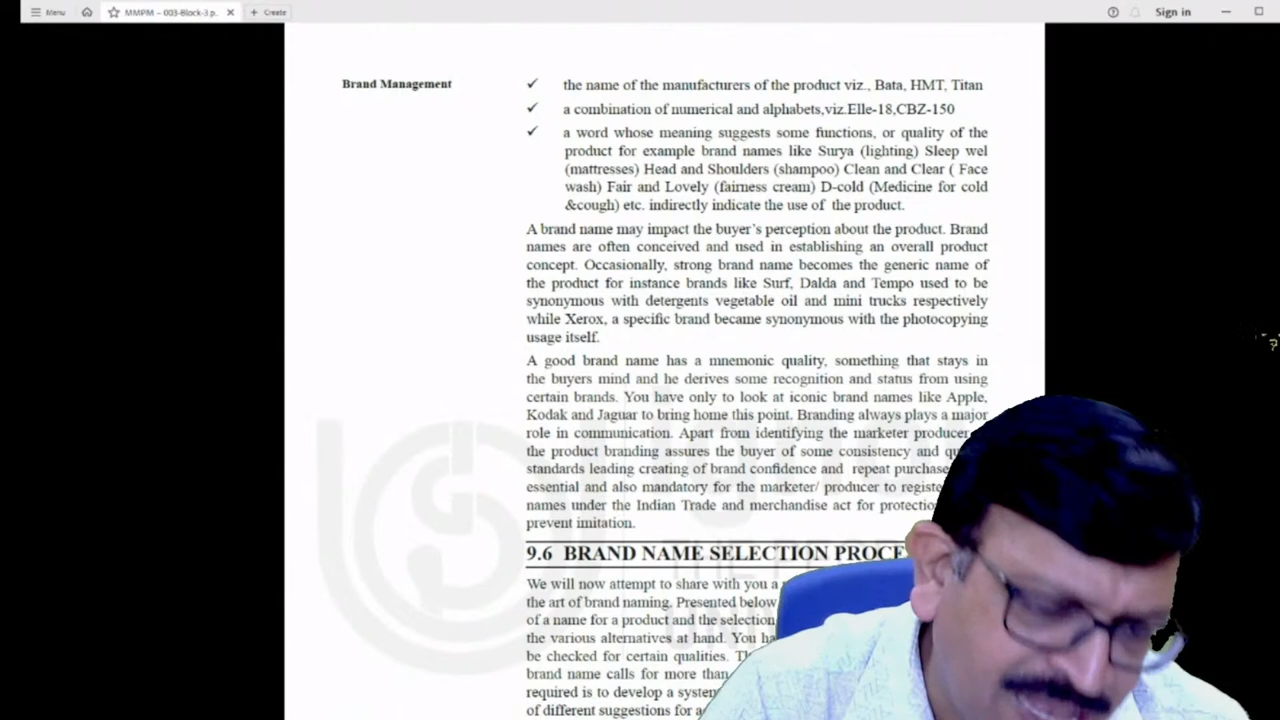 Menu
MMPM – 003-Block-3.p...
Create
Sign in
Brand Management
✓ the name of the manufacturers of the product viz., Bata, HMT, Titan
✓ a combination of numerical and alphabets,viz.Elle-18,CBZ-150
✓ a word whose meaning suggests some functions, or quality of the
product for example brand names like Surya (lighting) Sleep wel
(mattresses) Head and Shoulders (shampoo) Clean and Clear ( Face
wash) Fair and Lovely (fairness cream) D-cold (Medicine for cold
&cough) etc. indirectly indicate the use of the product.
A brand name may impact the buyer's perception about the product. Brand
names are often conceived and used in establishing an overall product
concept. Occasionally, strong brand name becomes the generic name of
the product for instance brands like Surf, Dalda and Tempo used to be
synonymous with detergents vegetable oil and mini trucks respectively
while Xerox, a specific brand became synonymous with the photocopying
usage itself.
A good brand name has a mnemonic quality, something that stays in
the buyers mind and he derives some recognition and status from using
certain brands. You have only to look at iconic brand names like Apple,
Kodak and Jaguar to bring home this point. Branding always plays a major
role in communication. Apart from identifying the marketer producer
the product branding assures the buyer of some consistency and
standards leading creating of brand confidence and repeat purchase
essential and also mandatory for the marketer/ producer to
names under the Indian Trade and merchandise act for
prevent imitation.
9.6 BRAND NAME SELECTION
We will now attempt to share with you a
the art of brand naming. Presented below
of a name for a product and the selection
the various alternatives at hand. You
be checked for certain qualities.
brand name calls for more than
required is to develop a
of different suggestions for